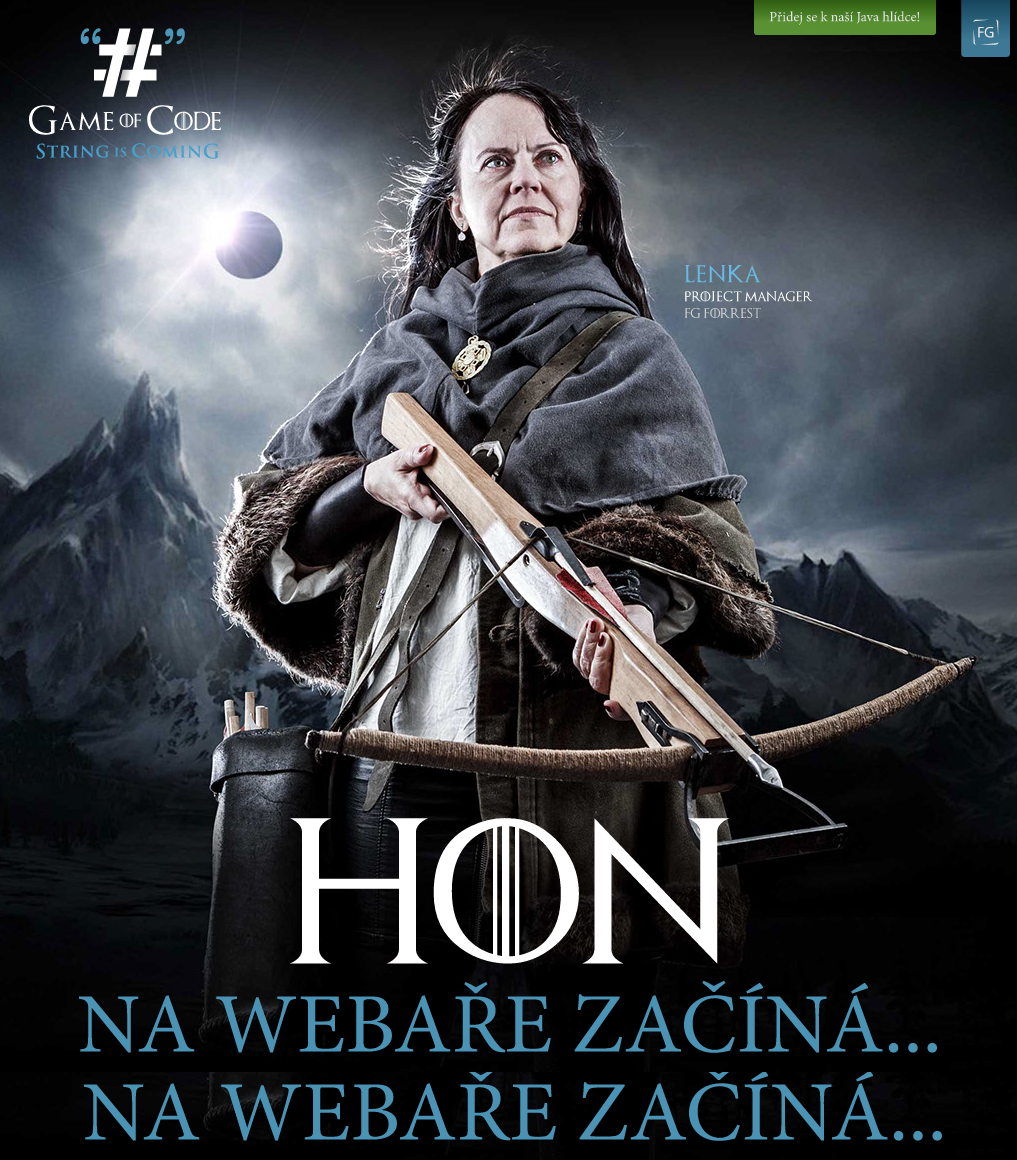 Přidej se k naší Java hlídce!
FG
“#”
GAME OF CODE
STRING IS COMING
LENKA
PROJECT MANAGER
FG FORREST
HON
NA WEBAŘE ZAČÍNÁ...
NA WEBAŘE ZAČÍNÁ...